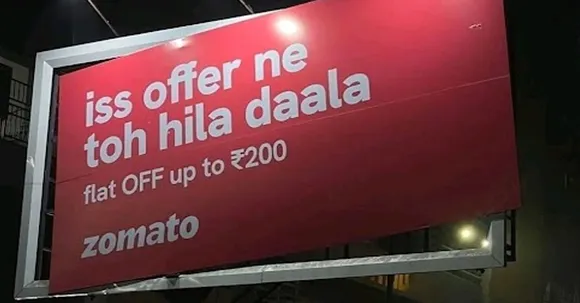 iss offer ne
toh hila daala
flat OFF up to ₹200
zomato